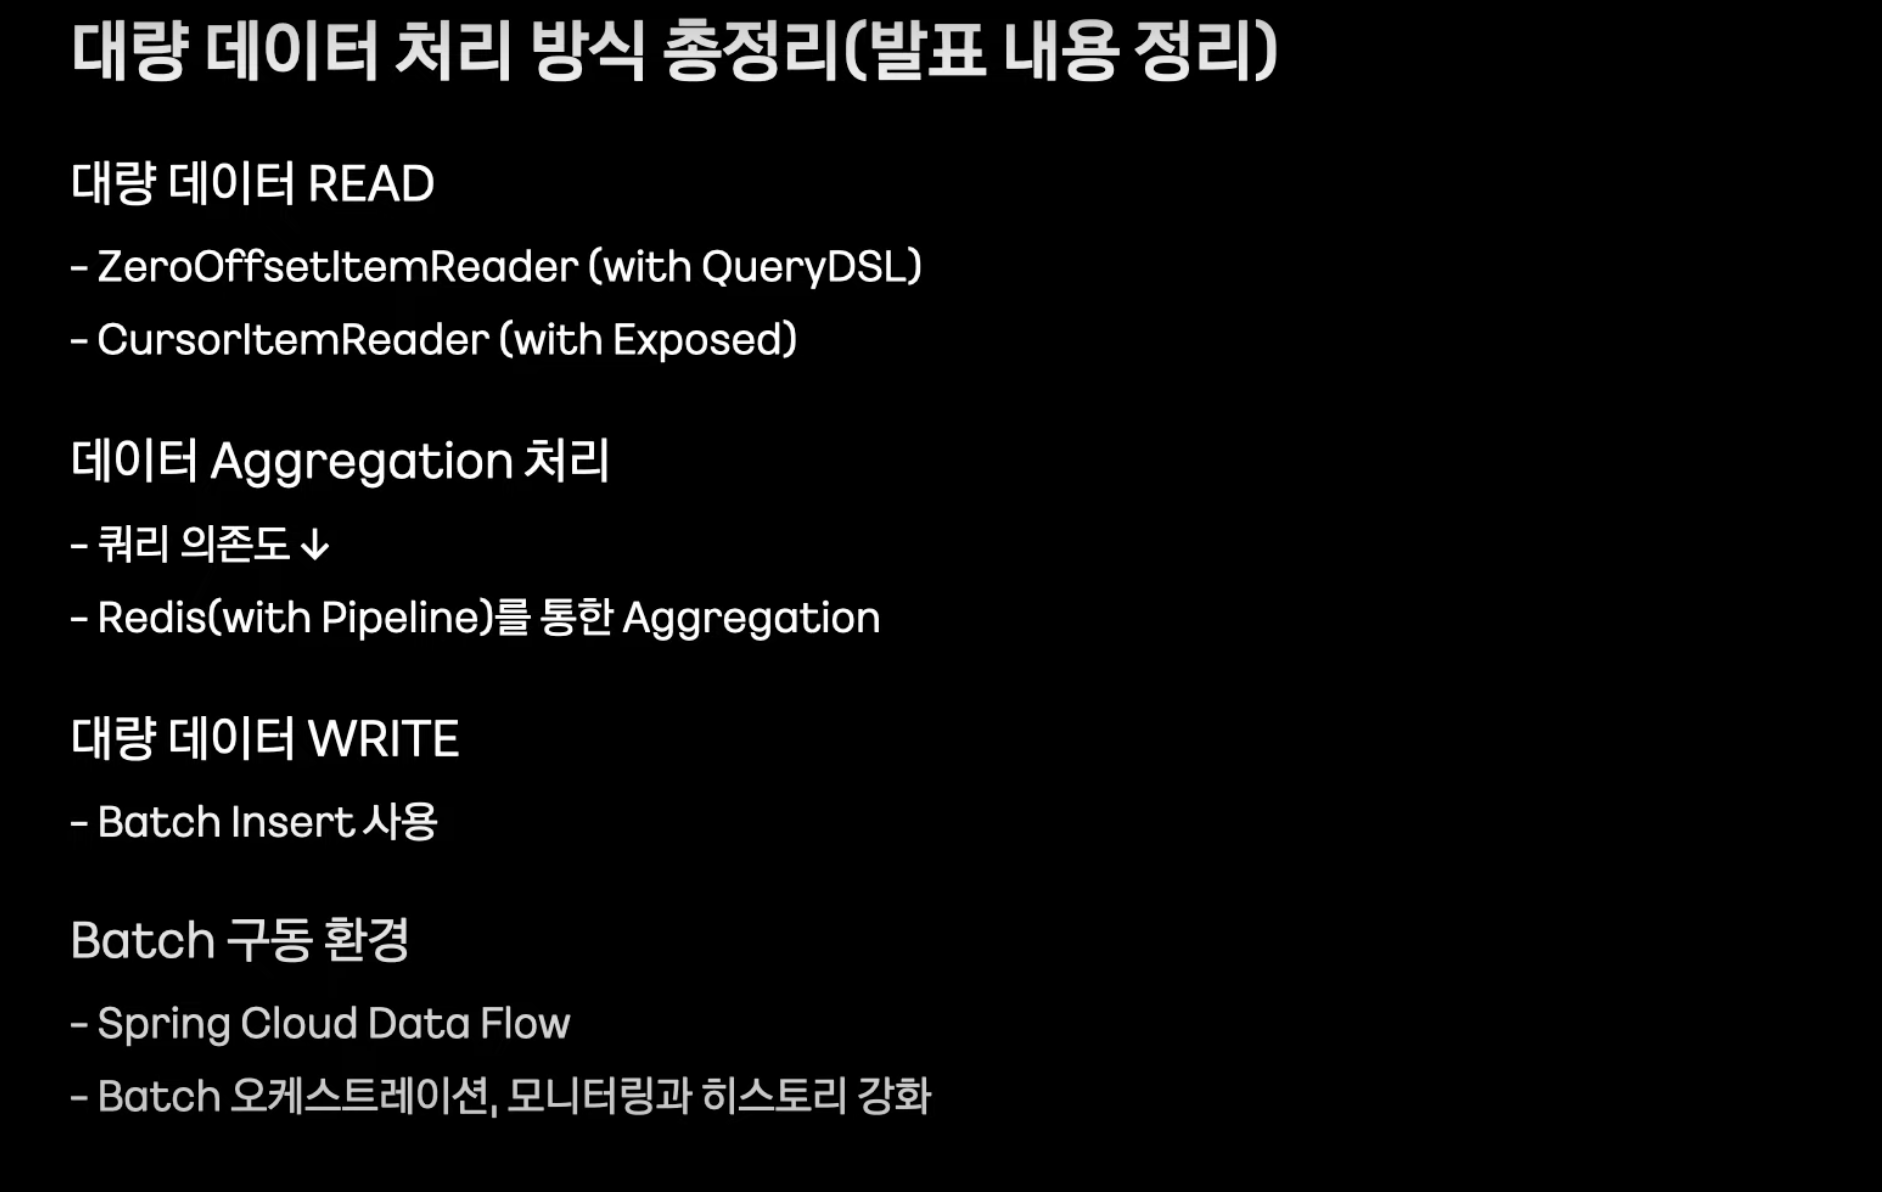 대량 데이터 처리 방식 총정리(발표 내용 정리)
대량 데이터 READ
- ZeroOffsetItemReader (with QueryDSL)
- CursorItemReader (with Exposed)
데이터 Aggregation 처리
- 쿼리 의존도 ↓
- Redis(with Pipeline)를 통한 Aggregation
대량 데이터 WRITE
- Batch Insert 사용
Batch 구동 환경
- Spring Cloud Data Flow
- Batch 오케스트레이션, 모니터링과 히스토리 강화